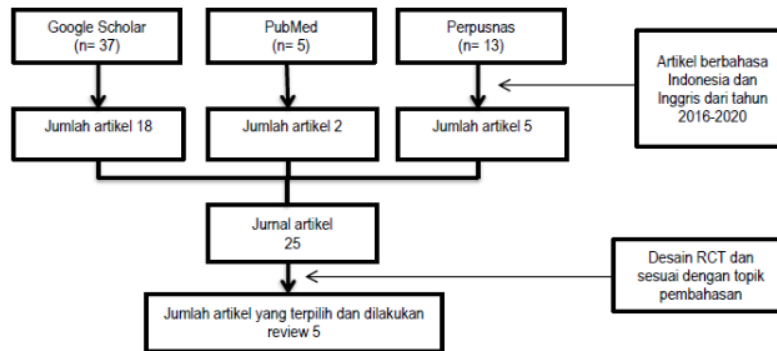 Google Scholar
(n= 37)
PubMed
(n= 5)
Perpusnas
(n= 13)
Artikel berbahasa
Indonesia dan
Inggris dari tahun
2016-2020
Jumlah artikel 18
Jumlah artikel 2
Jumlah artikel 5
Jurnal artikel
25
Desain RCT dan
sesuai dengan topik
pembahasan
Jumlah artikel yang terpilih dan dilakukan
review 5